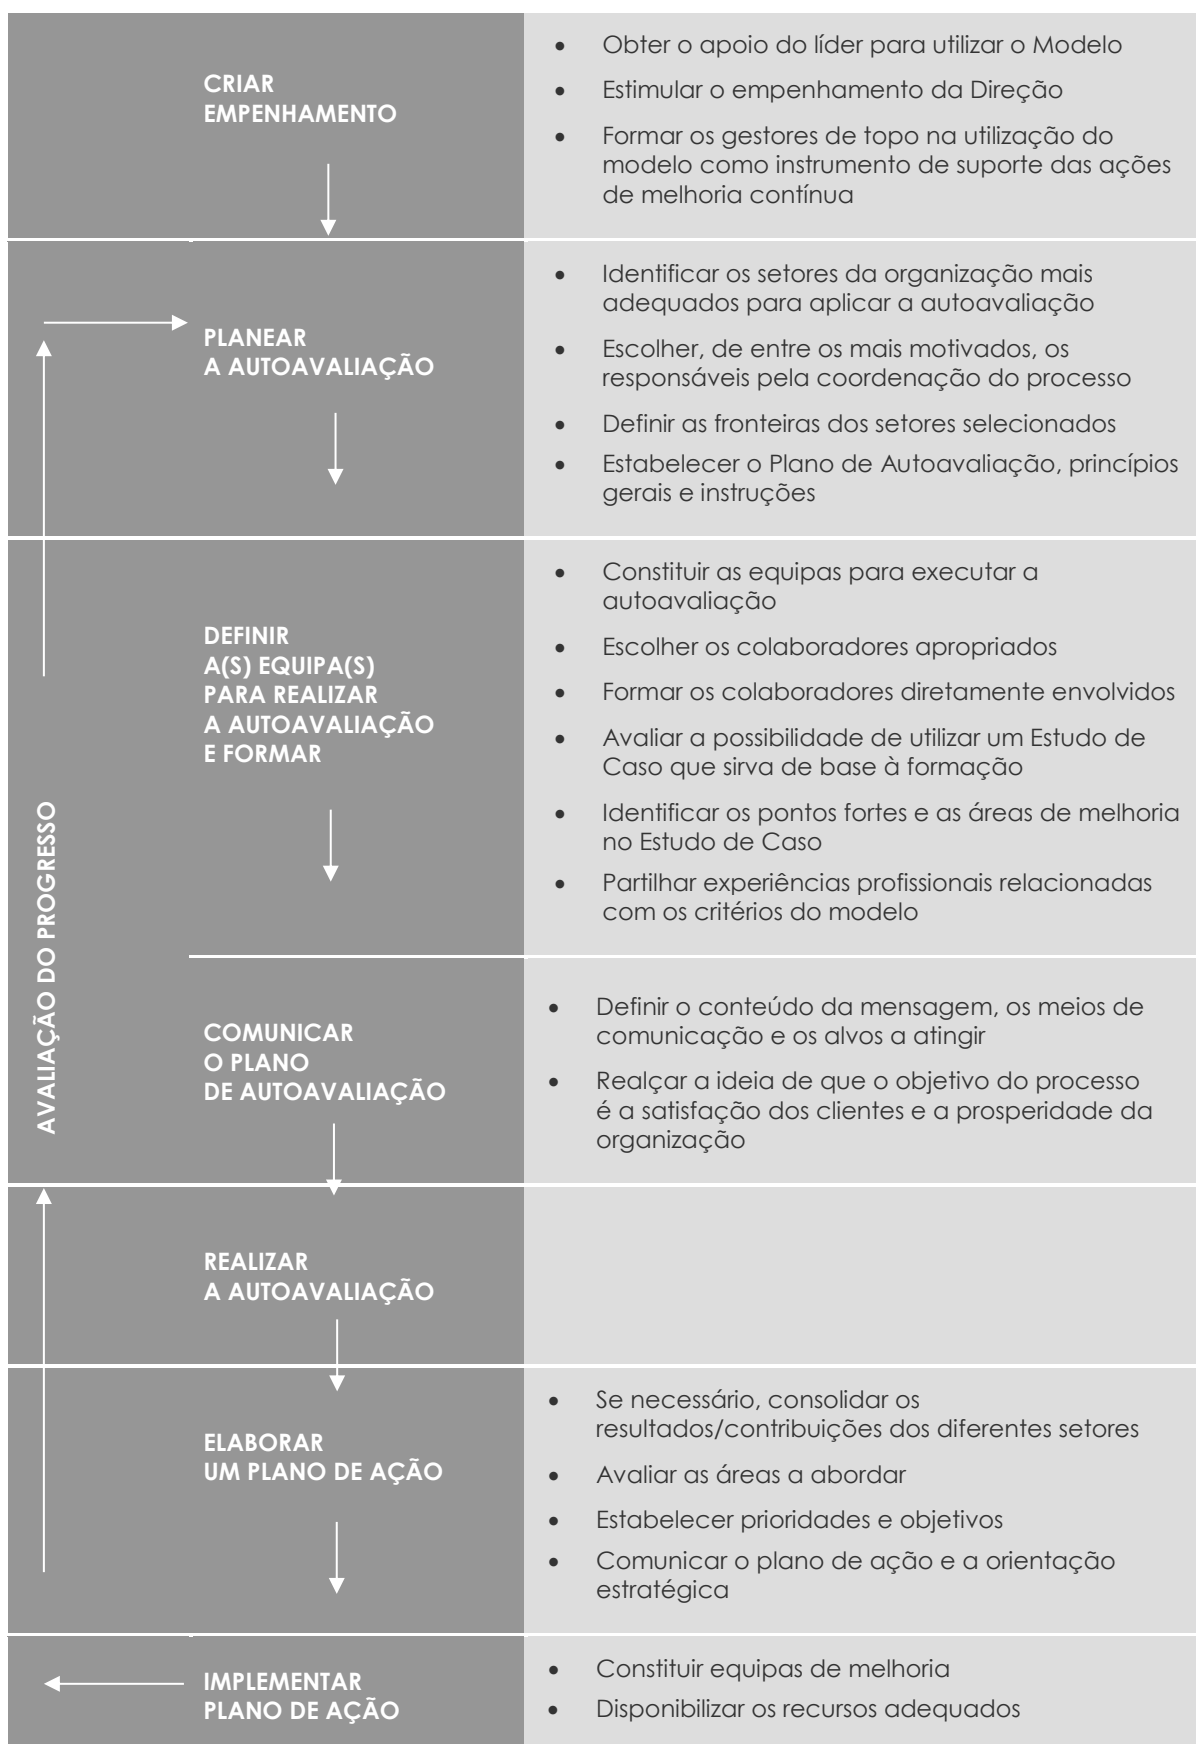 CRIAR
EMPENHAMENTO
• Obter o apoio do líder para utilizar o Modelo
• Estimular o empenhamento da Direção
• Formar os gestores de topo na utilização do
modelo como instrumento de suporte das ações
de melhoria contínua
PLANEAR
A AUTOAVALIAÇÃO
• Identificar os setores da organização mais
adequados para aplicar a autoavaliação
• Escolher, de entre os mais motivados, os
responsáveis pela coordenação do processo
• Definir as fronteiras dos setores selecionados
• Estabelecer o Plano de Autoavaliação, princípios
gerais e instruções
DEFINIR
A(S) EQUIPA(S)
PARA REALIZAR
A AUTOAVALIAÇÃO
E FORMAR
• Constituir as equipas para executar a
autoavaliação
• Escolher os colaboradores apropriados
• Formar os colaboradores diretamente envolvidos
• Avaliar a possibilidade de utilizar um Estudo de
Caso que sirva de base à formação
• Identificar os pontos fortes e as áreas de melhoria
no Estudo de Caso
• Partilhar experiências profissionais relacionadas
com os critérios do modelo
AVALIAÇÃO DO PROGRESSO
COMUNICAR
O PLANO
DE AUTOAVALIAÇÃO
• Definir o conteúdo da mensagem, os meios de
comunicação e os alvos a atingir
• Realçar a ideia de que o objetivo do processo
é a satisfação dos clientes e a prosperidade da
organização
REALIZAR
A AUTOAVALIAÇÃO
ELABORAR
UM PLANO DE AÇÃO
• Se necessário, consolidar os
resultados/contribuições dos diferentes setores
• Avaliar as áreas a abordar
• Estabelecer prioridades e objetivos
• Comunicar o plano de ação e a orientação
estratégica
IMPLEMENTAR
PLANO DE AÇÃO
• Constituir equipas de melhoria
• Disponibilizar os recursos adequados